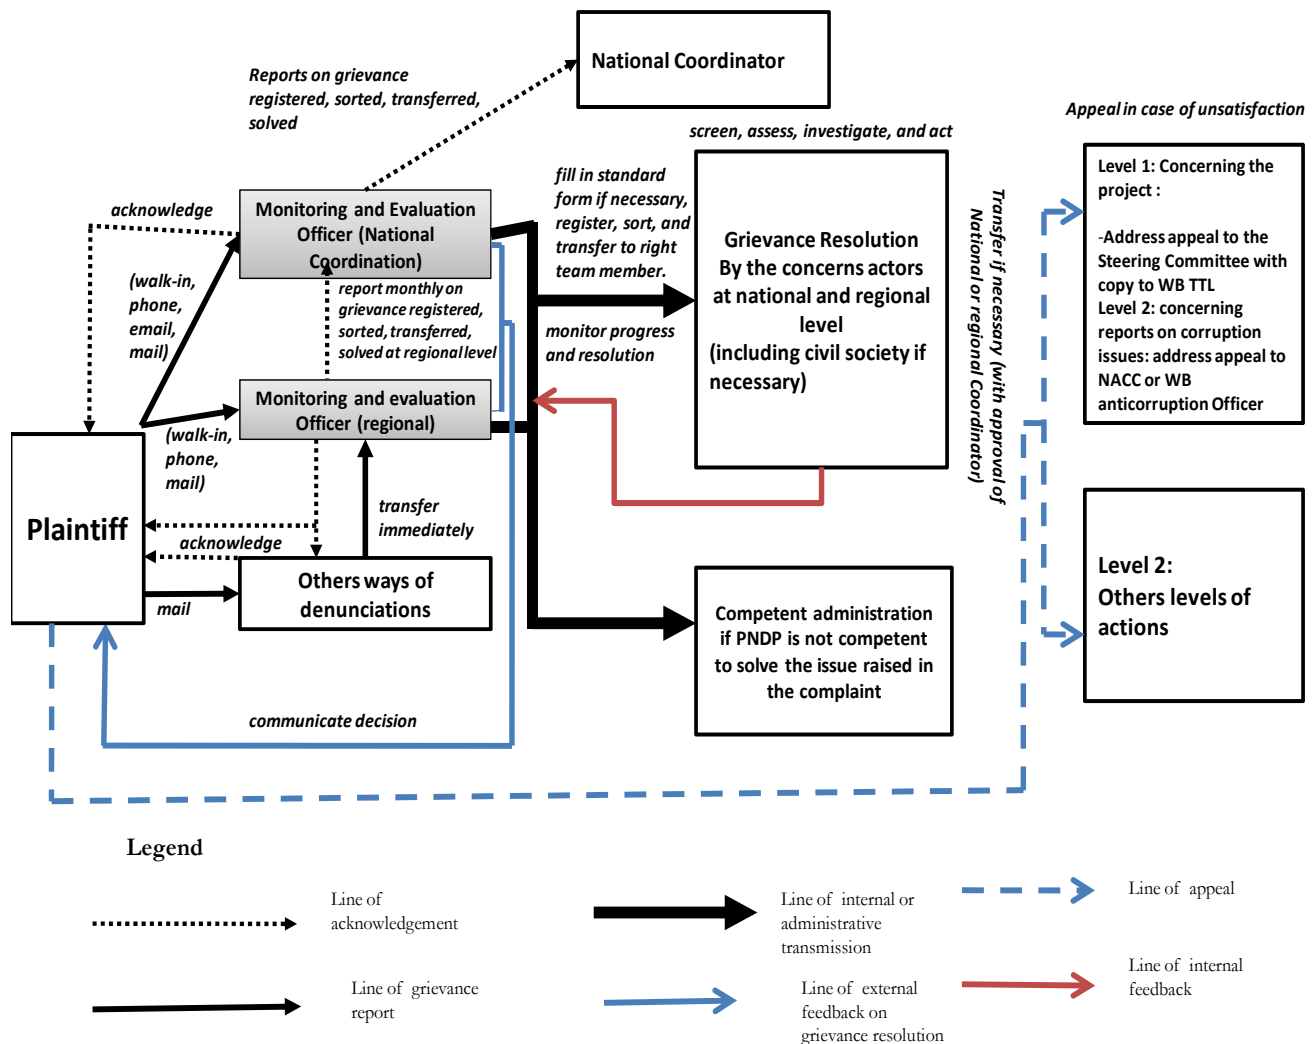 National Coordinator
Reports on grievance
registered, sorted, transferred,
solved
Appeal in case of unsatisfaction
screen, assess, investigate, and act
Level 1: Concerning the
project :
-Address appeal to the
Steering Committee with
copy to WB TTL
Level 2: concerning
reports on corruption
issues: address appeal to
NACC or WB
anticorruption Officer
fill in standard
form if necessary,
register, sort, and
transfer to right
team member.
acknowledge
Monitoring and Evaluation
Officer (National
Coordination)
Transfer if necessary (with approval of
National or regional Coordinator)
Grievance Resolution
By the concerns actors
at national and regional
level
(including civil society if
necessary)
(walk-in,
phone,
email,
mail)
report monthly on
grievance registered,
sorted, transferred,
solved at regional level
monitor progress
and resolution
Monitoring and evaluation
Officer (regional)
(walk-in,
phone,
mail)
Plaintiff
transfer
immediately
acknowledge
Others ways of
denunciations
mail
Level 2:
Others levels of
actions
Competent administration
if PNDP is not competent
to solve the issue raised in
the complaint
communicate decision
Legend
Line of
acknowledgement
Line of internal or
administrative
transmission
Line of appeal
Line of grievance
report
Line of external
feedback on
grievance resolution
Line of internal
feedback